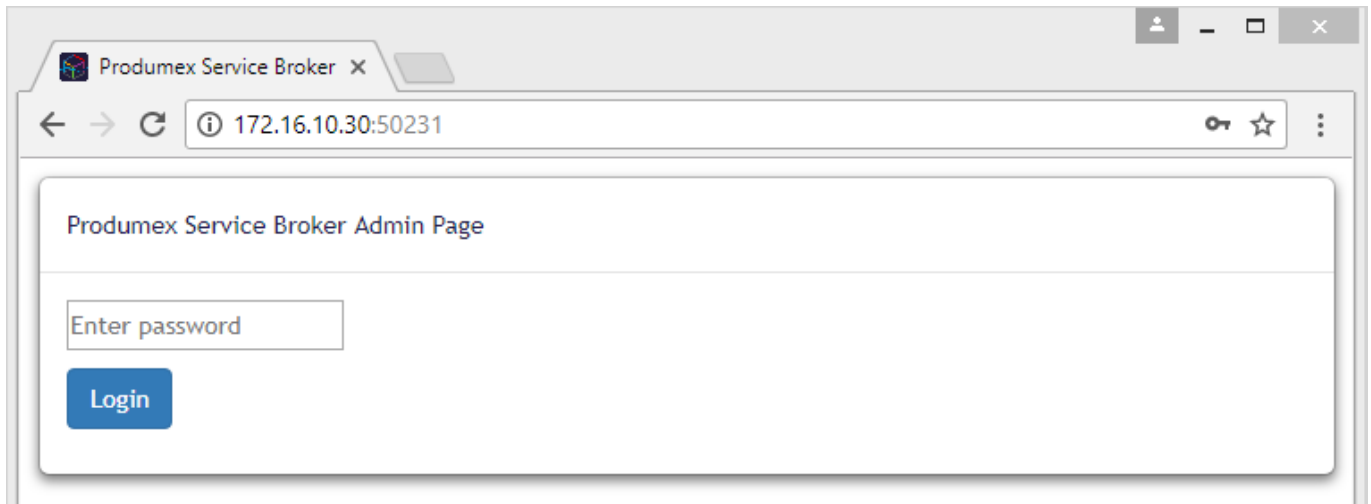 Produmex Service Broker
172.16.10.30:50231
Produmex Service Broker Admin Page
Enter password
Login